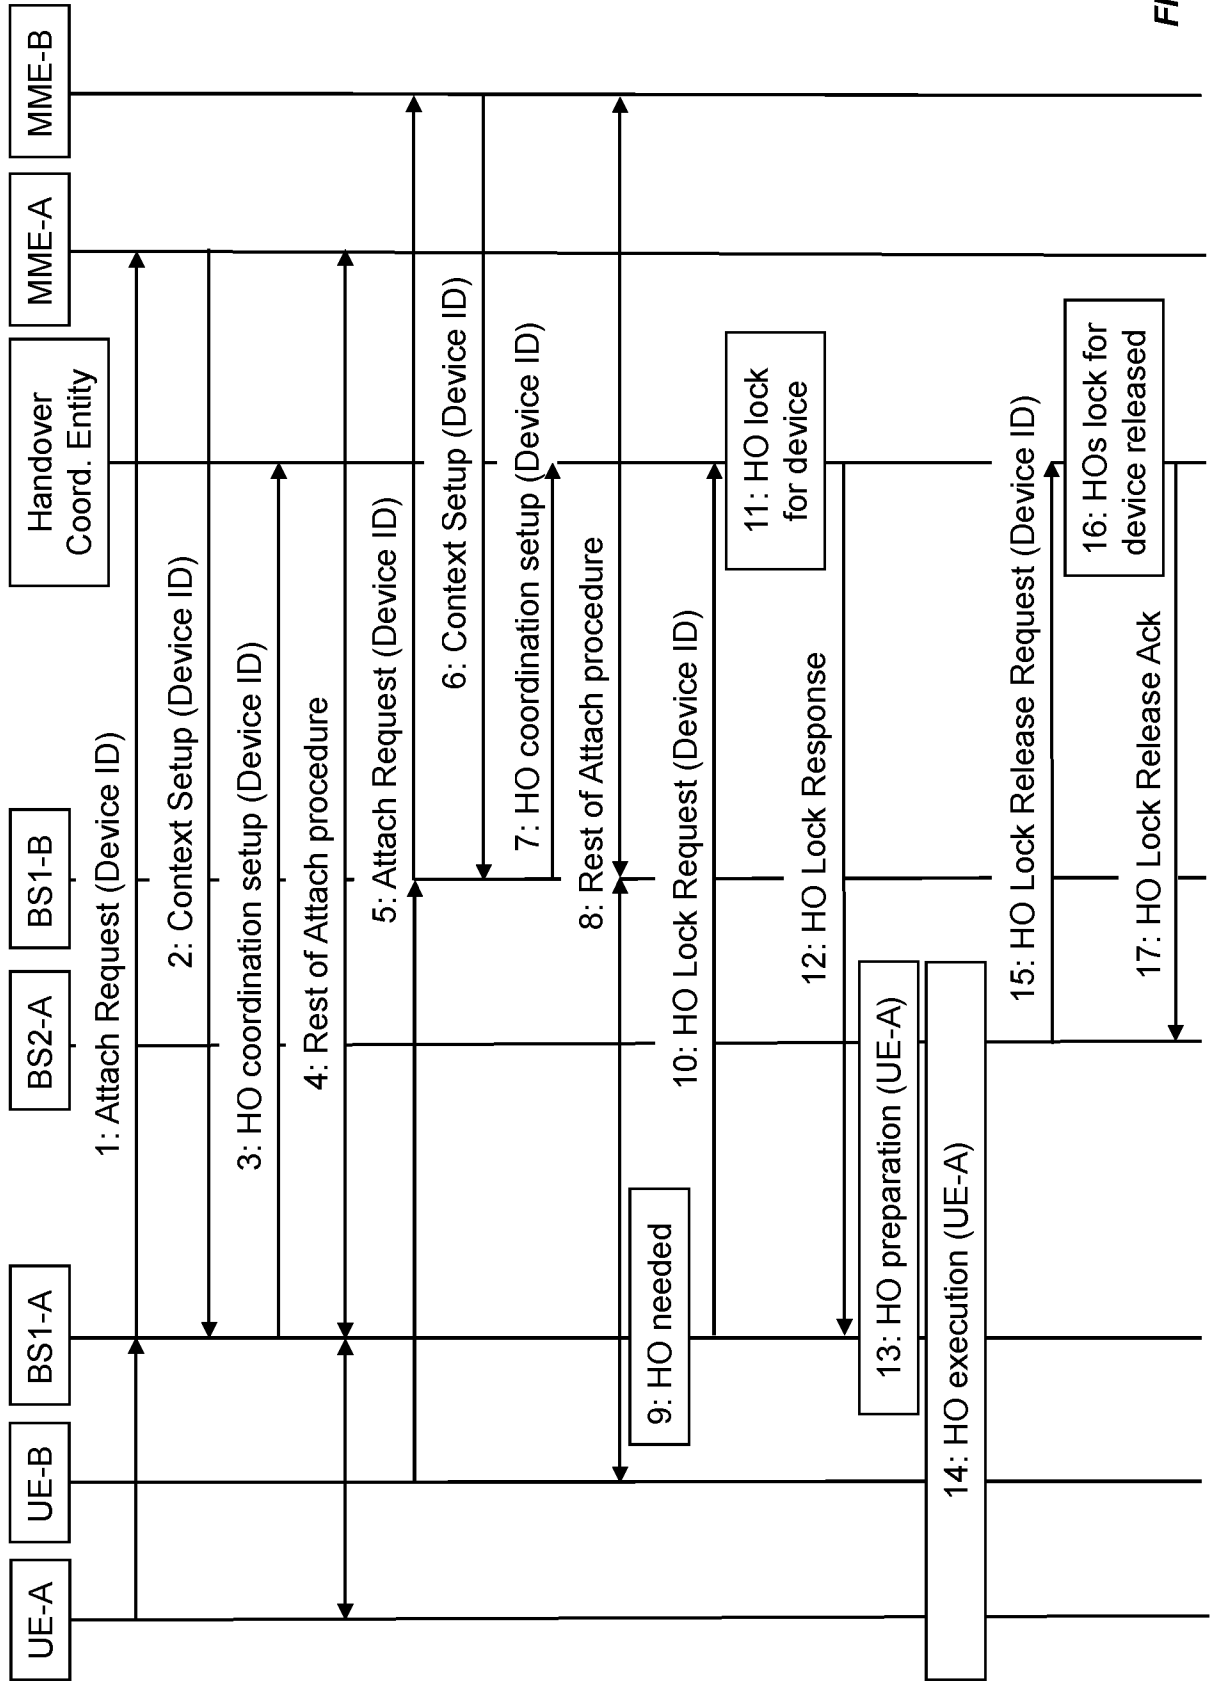 UE-A
UE-B
BS1-A
BS2-A
BS1-B
Handover
Coord. Entity
MME-A
MME-B
1: Attach Request (Device ID)
2: Context Setup (Device ID)
3: HO coordination setup (Device ID)
4: Rest of Attach procedure
5: Attach Request (Device ID)
6: Context Setup (Device ID)
7: HO coordination setup (Device ID)
8: Rest of Attach procedure
9: HO needed
10: HO Lock Request (Device ID)
11: HO lock
for device
12: HO Lock Response
13: HO preparation (UE-A)
14: HO execution (UE-A)
15: HO Lock Release Request (Device ID)
16: HOs lock for
device released
17: HO Lock Release Ack